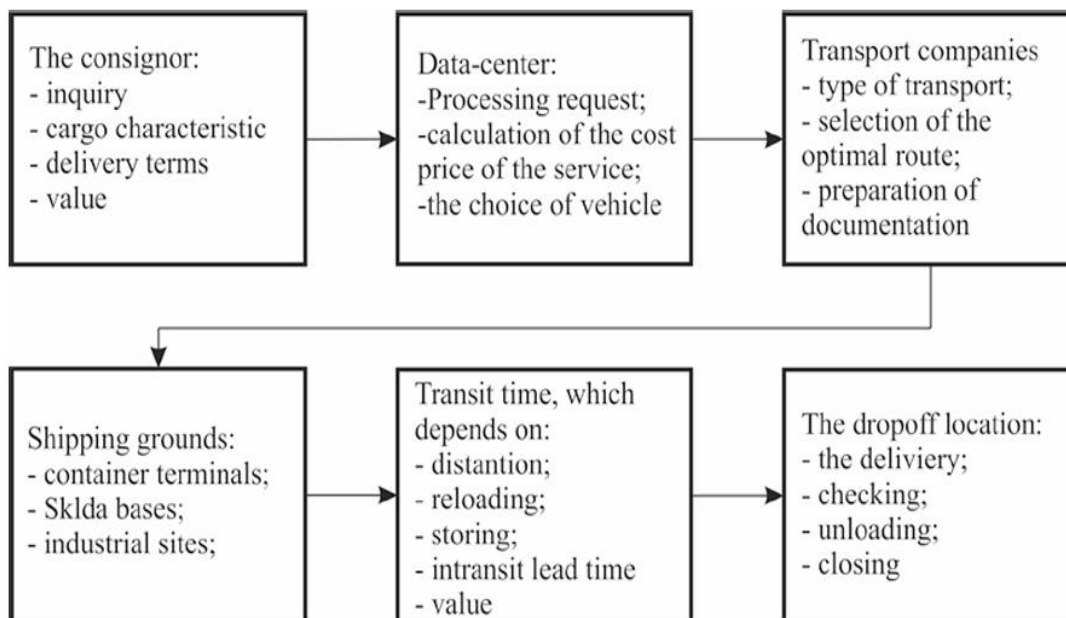 The consignor:
- inquiry
- cargo characteristic
- delivery terms
- value
Data-center:
-Processing request;
-calculation of the cost
price of the service;
-the choice of vehicle
Transport companies
- type of transport;
- selection of the
optimal route;
- preparation of
documentation
Shipping grounds:
- container terminals;
- Sklda bases;
- industrial sites;
Transit time, which
depends on:
- distantion;
- reloading;
- storing;
- intransit lead time
- value
The dropoff location:
- the deliviery;
- checking;
- unloading;
- closing